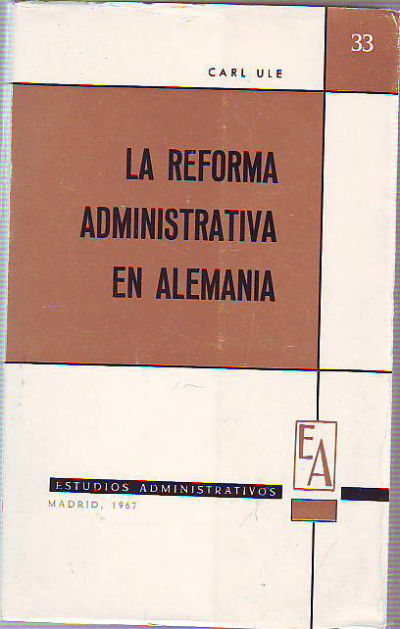 33
CARL ULE
LA REFORMA
ADMINISTRATIVA
EN ALEMANIA
EA
ESTUDIOS ADMINISTRATIVOS
MADRID, 1967